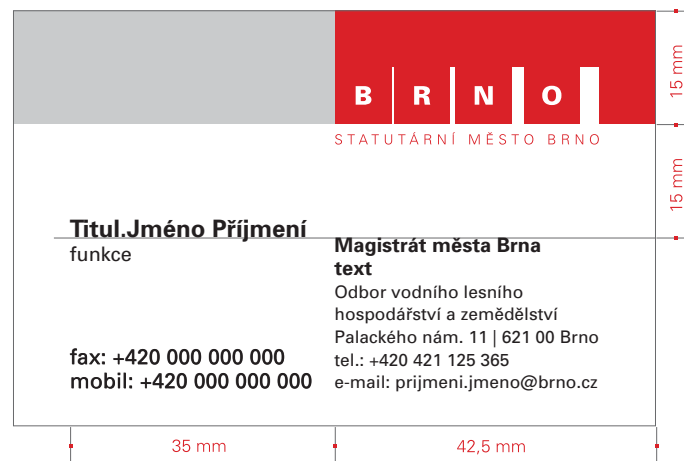 BRNO
STATUTÁRNÍ MĚSTO BRNO
15 mm
15 mm
Titul.Jméno Příjmení
funkce
fax: +420 000 000 000
mobil: +420 000 000 000
Magistrát města Brna
text
Odbor vodního lesního
hospodářství a zemědělství
Palackého nám. 11 | 621 00 Brno
tel.: +420 421 125 365
e-mail: prijmeni.jmeno@brno.cz
35 mm
42,5 mm